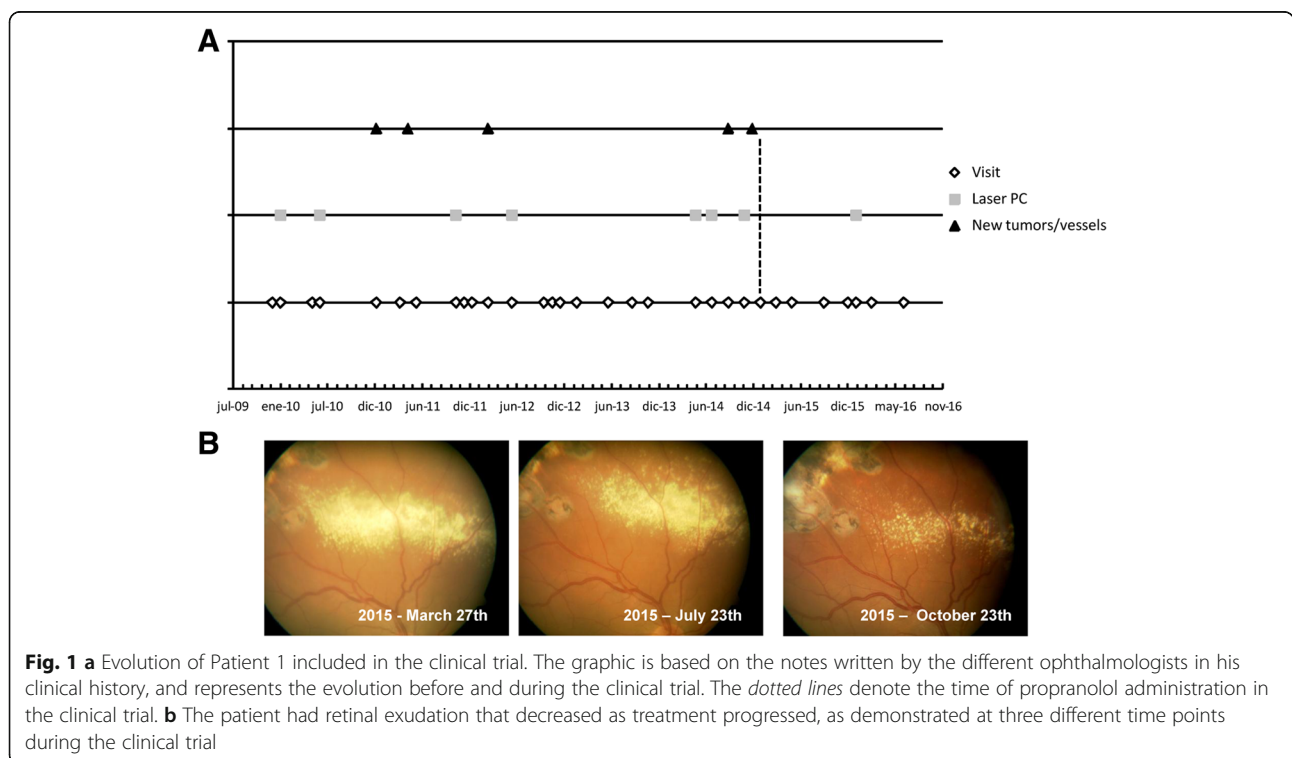 A
Visit
Laser PC
New tumors/vessels
jul-09 ene-10 jul-10 dic-10 jun-11 dic-11 jun-12 dic-12 jun-13 dic-13 jun-14 dic-14 jun-15 dic-15 may-16 nov-16
B
2015 - March 27th 2015 – July 23th 2015 – October 23th
Fig. 1 a Evolution of Patient 1 included in the clinical trial. The graphic is based on the notes written by the different ophthalmologists in his
clinical history, and represents the evolution before and during the clinical trial. The dotted lines denote the time of propranolol administration in
the clinical trial. b The patient had retinal exudation that decreased as treatment progressed, as demonstrated at three different time points
during the clinical trial